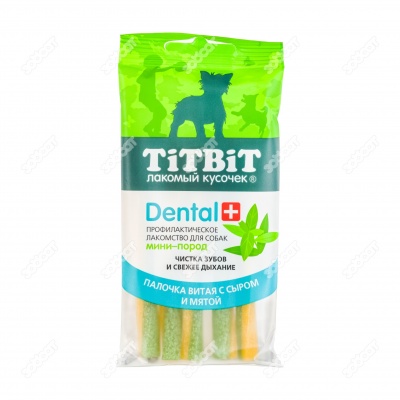 TiTBiT
лакомый кусочек®
Dental+
ПРОФИЛАКТИЧЕСКОЕ
ЛАКОМСТВО ДЛЯ СОБАК
мини-пород
ЧИСТКА ЗУБОВ
И СВЕЖЕЕ ДЫХАНИЕ
ПАЛОЧКА ВИТАЯ С СЫРОМ
И МЯТОЙ